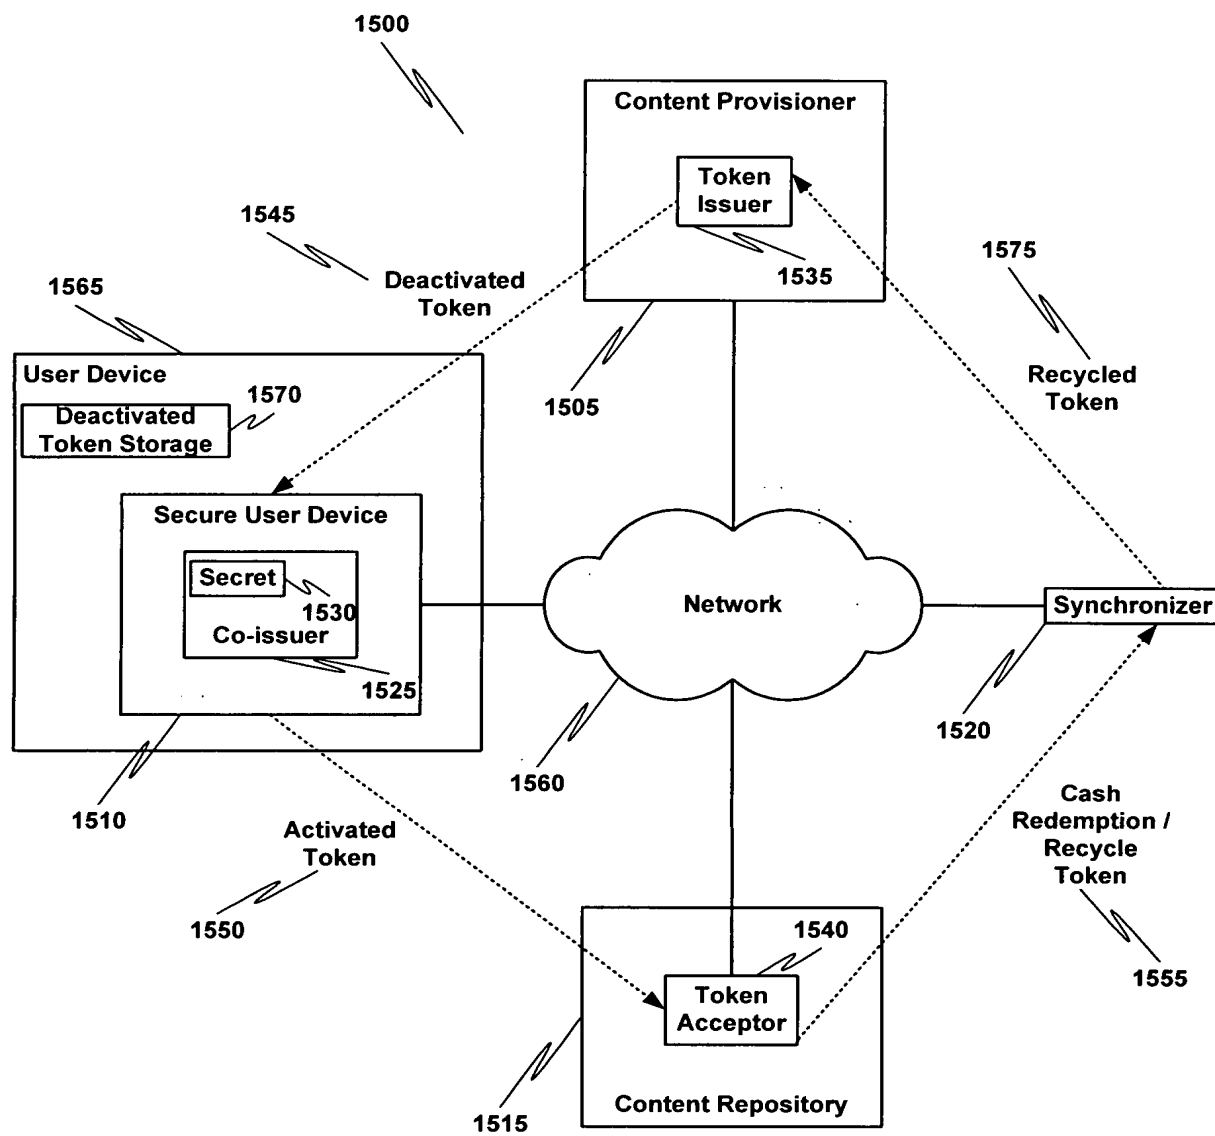 1500
Content Provisioner
Token
Issuer
1535
1545
Deactivated
Token
1575
Recycled
Token
1565
User Device
1570
Deactivated
Token Storage
1505
Secure User Device
Secret
1530
Co-issuer
1525
Network
Synchronizer
1520
1560
1510
Activated
Token
1550
Cash
Redemption /
Recycle
Token
1555
1540
Token
Acceptor
1515
Content Repository